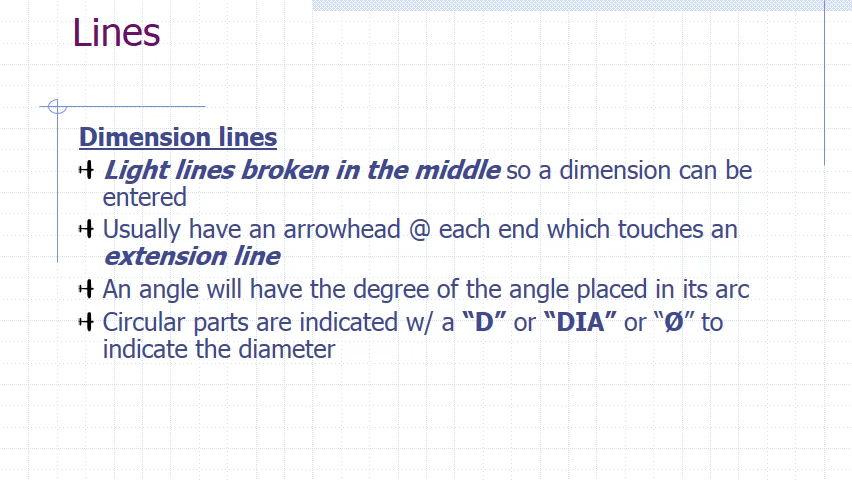 Lines
Dimension lines
Light lines broken in the middle so a dimension can be
entered
Usually have an arrowhead @ each end which touches an
extension line
An angle will have the degree of the angle placed in its arc
Circular parts are indicated w/ a “D” or “DIA” or “Ø” to
indicate the diameter